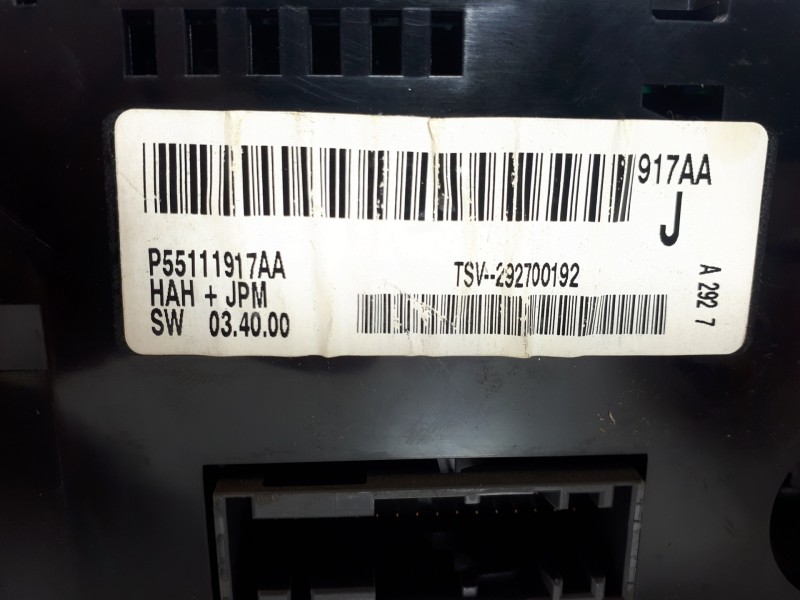 917AA
J
P55111917AA
HAH + JPM
SW 03.40.00
TSV--292700192
A 292 7